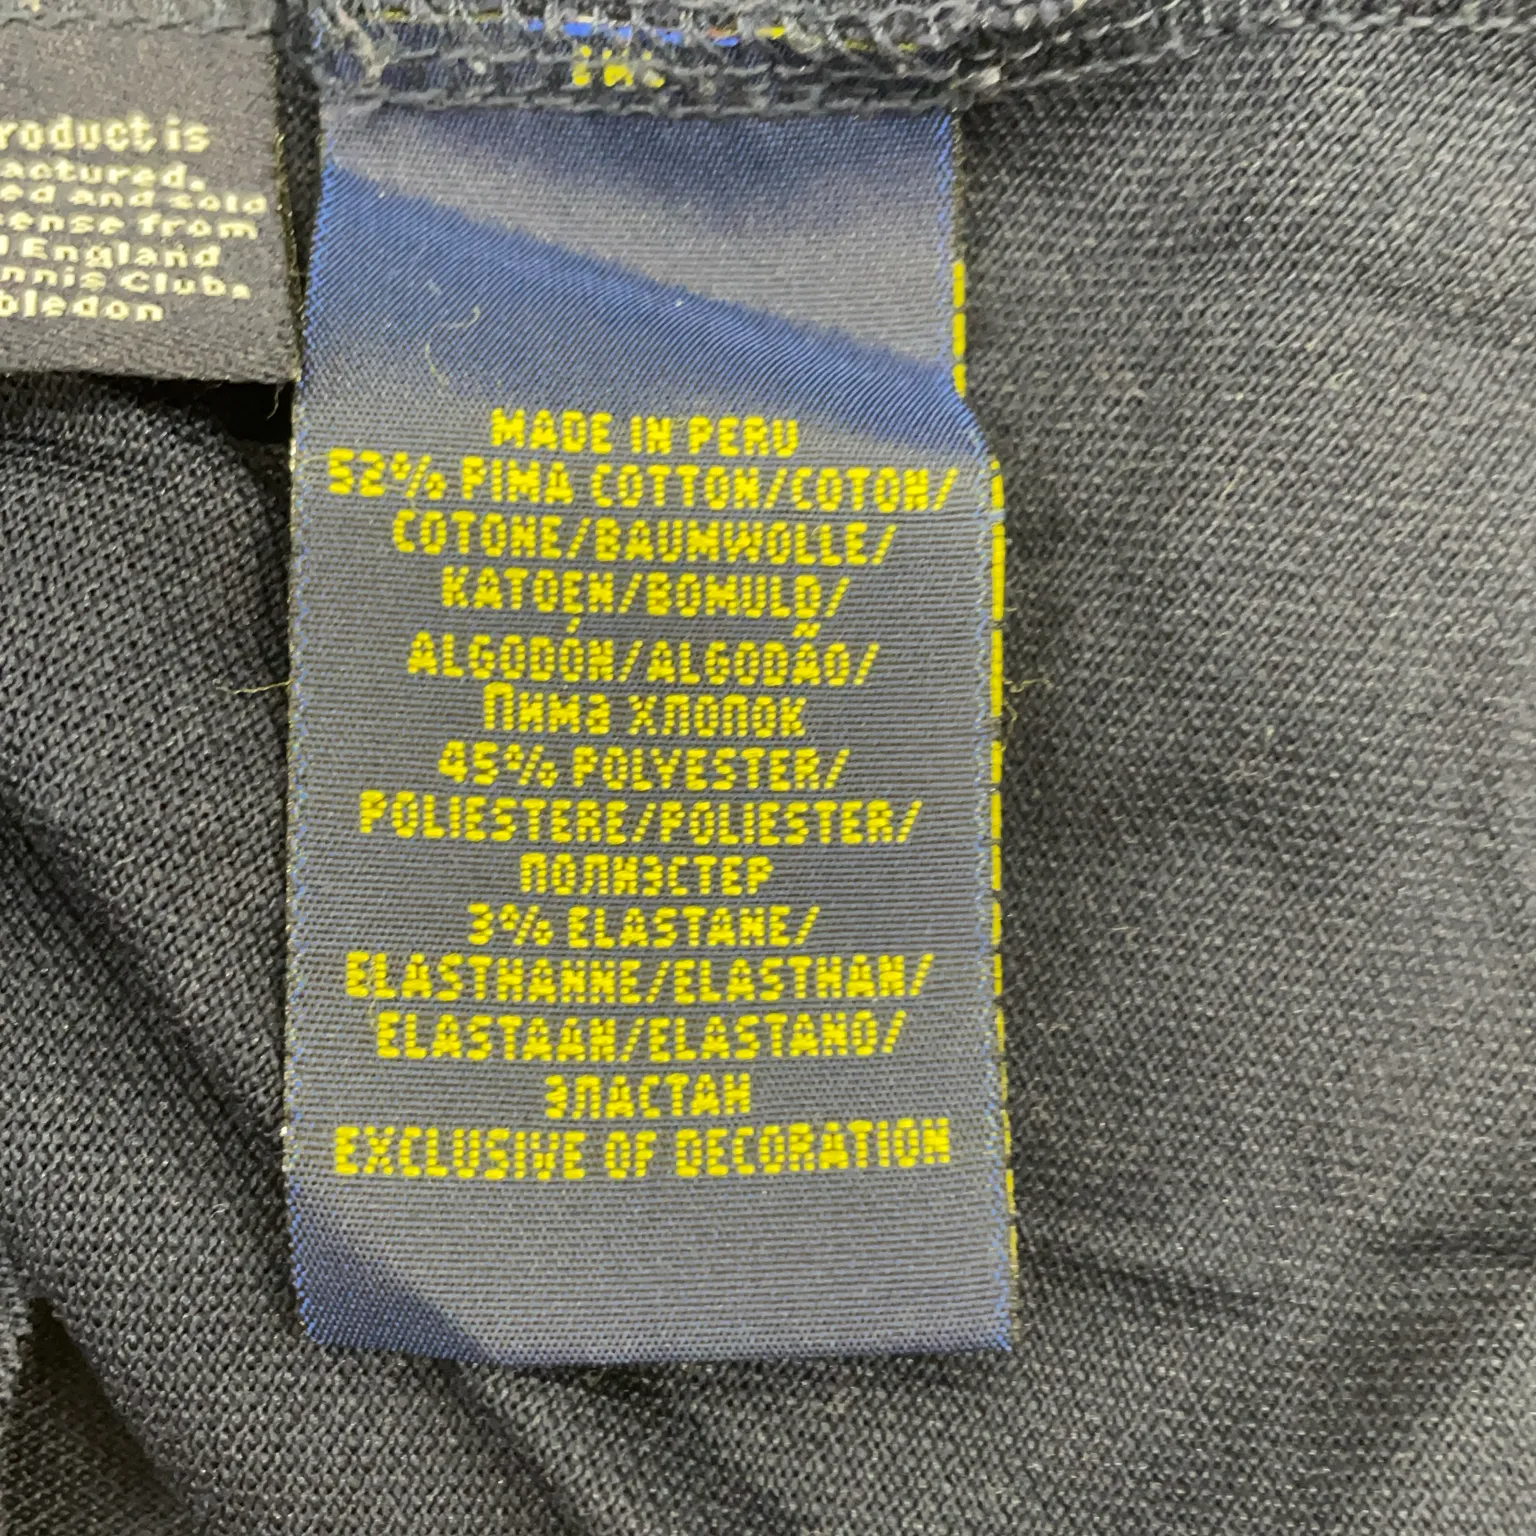 roduct is
actured,
ed and sold
ense from
l England
nnis Club,
bledon
MADE IN PERU
52% PIMA COTTON/COTON/
COTONE/BAUMWOLLE/
KATOEN/BOMULD/
ALGODÓN/ALGODÃO/
Пима хлопок
45% POLYESTER/
POLIESTERE/POLIESTER/
ПОЛИЭСТЕР
3% ELASTANE/
ELASTHANNE/ELASTHAN/
ELASTAAN/ELASTANO/
ЭЛАСТАН
EXCLUSIVE OF DECORATION